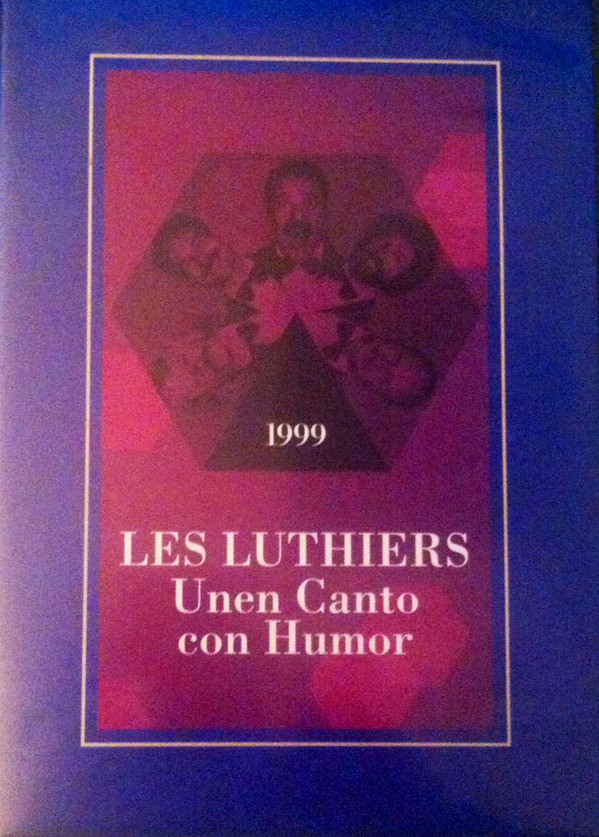 1999
LES LUTHIERS
Unen Canto
con Humor